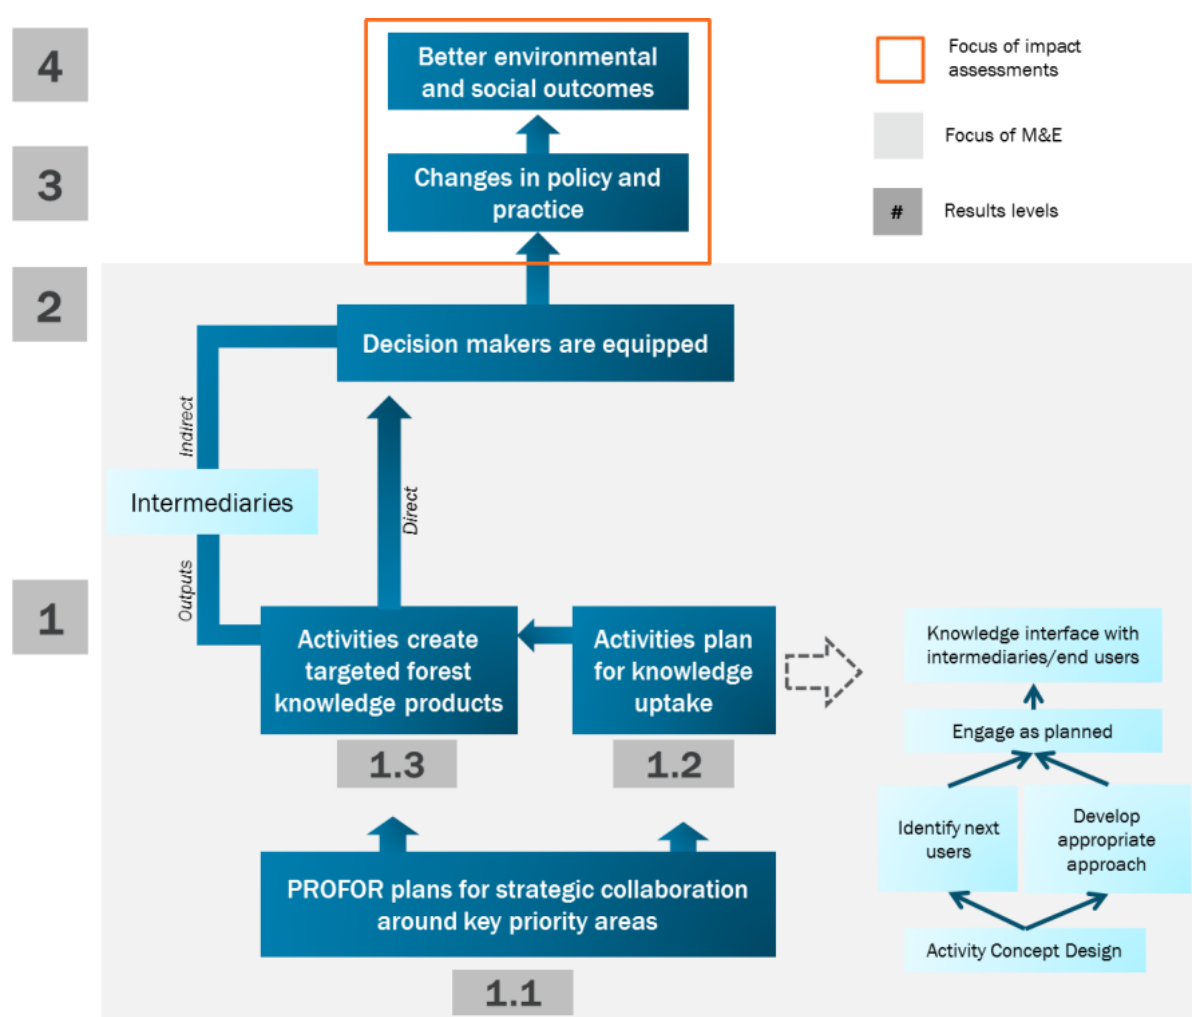 4
Better environmental
and social outcomes
Focus of impact
assessments
Focus of M&E
3
Changes in policy and
practice
#
Results levels
2
Decision makers are equipped
Indirect
Intermediaries
Direct
Outputs
1
Activities create
targeted forest
knowledge products
Activities plan
for knowledge
uptake
1.3
1.2
PROFOR plans for strategic collaboration
around key priority areas
1.1
Knowledge interface with
intermediaries/end users
Engage as planned
Identify next
users
Develop
appropriate
approach
Activity Concept Design